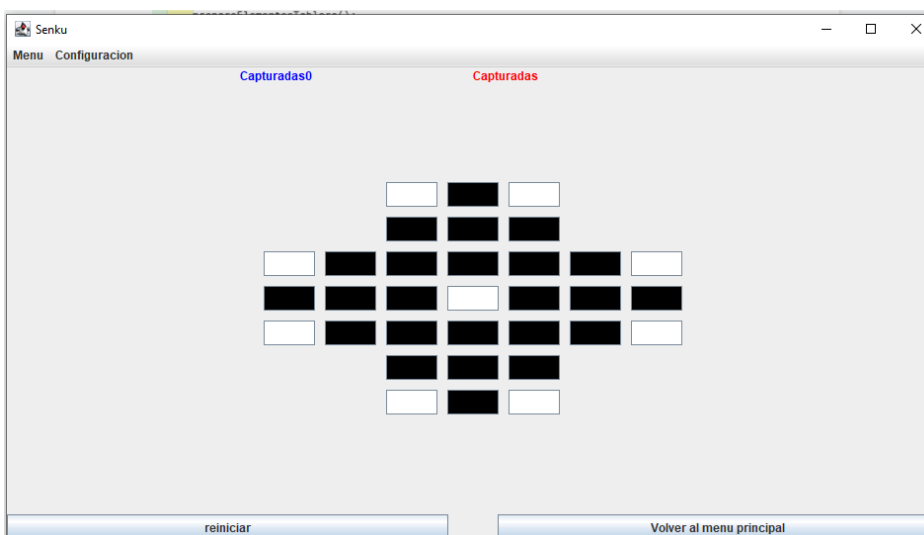 Senku
Menu Configuracion
Capturadas0 Capturadas
reiniciar Volver al menu principal